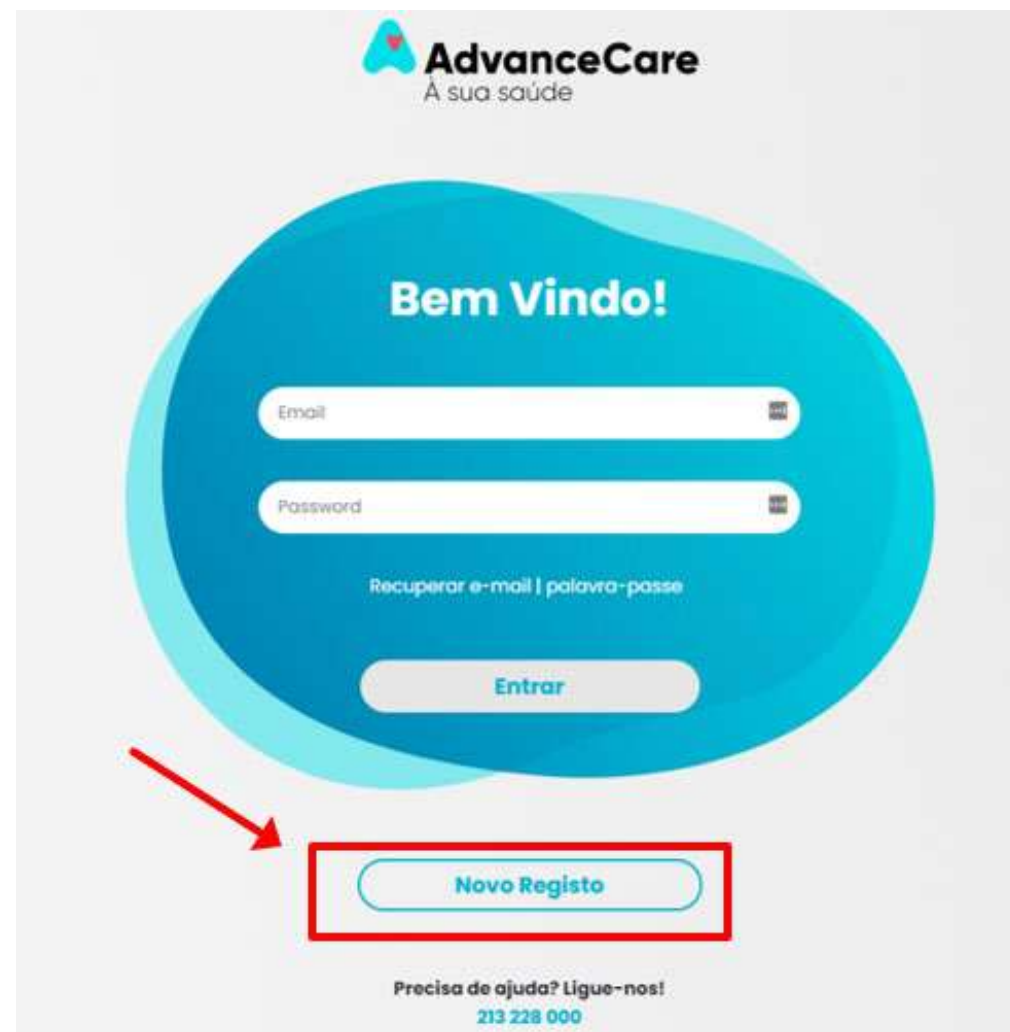 AdvanceCare
À sua saúde
Bem Vindo!
Email
Password
Recuperar e-mail | palavra-passe
Entrar
Novo Registo
Precisa de ajuda? Ligue-nos!
213 228 000